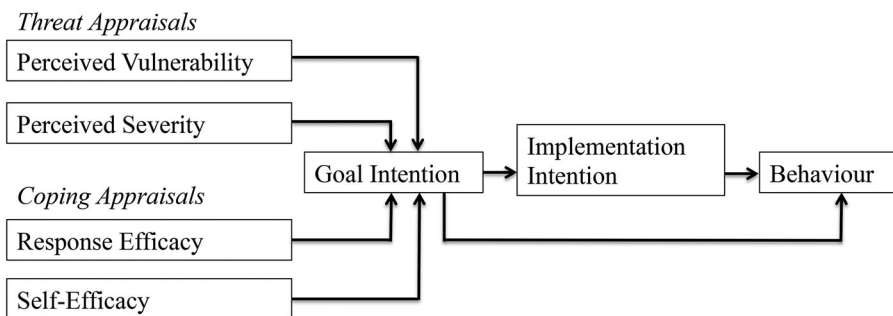 Threat Appraisals
Perceived Vulnerability
Perceived Severity
Goal Intention
Implementation
Intention
Behaviour
Coping Appraisals
Response Efficacy
Self-Efficacy